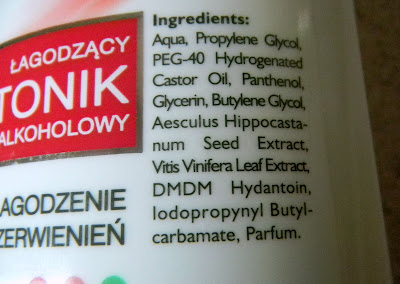 ŁAGODZĄCY
TONIK
ALKOHOLOWY
AGODZENIE
ZERWIENIEŃ
Ingredients:
Aqua, Propylene Glycol,
PEG-40 Hydrogenated
Castor Oil, Panthenol,
Glycerin, Butylene Glycol,
Aesculus Hippocasta-
num Seed Extract,
Vitis Vinifera Leaf Extract,
DMDM Hydantoin,
Iodopropynyl Butyl-
carbamate, Parfum.